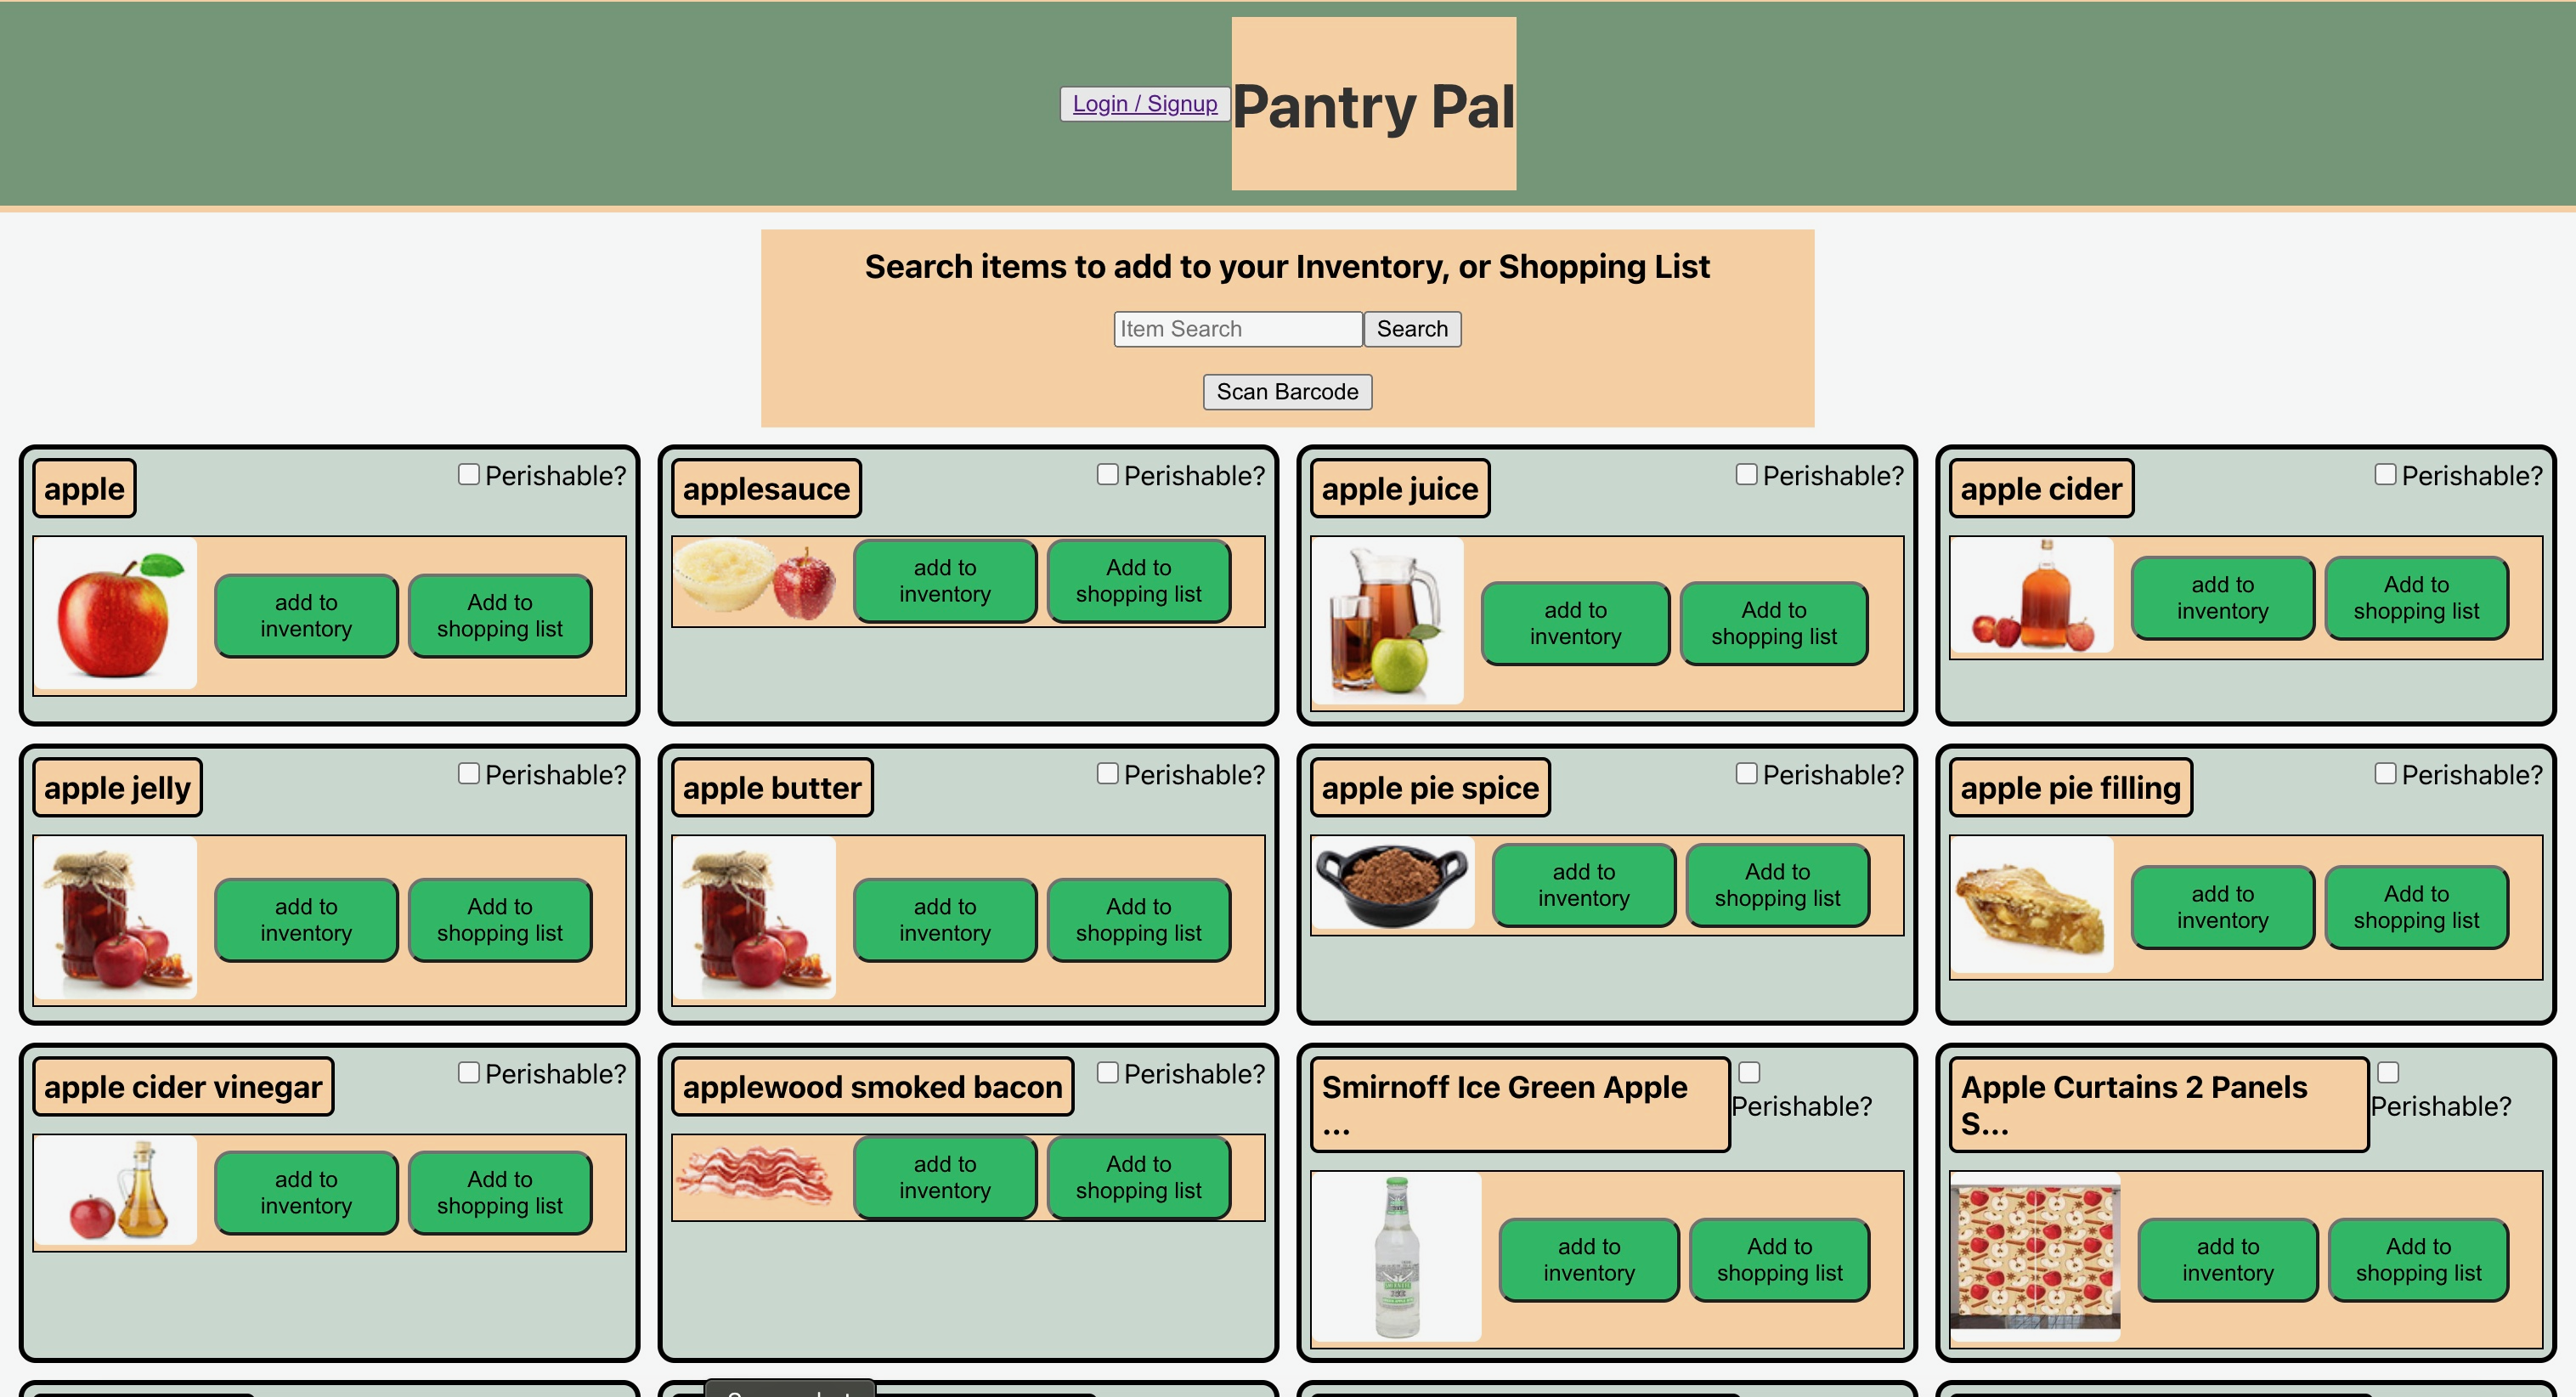 Login / Signup
Pantry Pal
Search items to add to your Inventory, or Shopping List
Item Search
Search
Scan Barcode
apple
Perishable?
add to
inventory
Add to
shopping list
applesauce
Perishable?
add to
inventory
Add to
shopping list
apple juice
Perishable?
add to
inventory
Add to
shopping list
apple cider
Perishable?
add to
inventory
Add to
shopping list
apple jelly
Perishable?
add to
inventory
Add to
shopping list
apple butter
Perishable?
add to
inventory
Add to
shopping list
apple pie spice
Perishable?
add to
inventory
Add to
shopping list
apple pie filling
Perishable?
add to
inventory
Add to
shopping list
apple cider vinegar
Perishable?
add to
inventory
Add to
shopping list
applewood smoked bacon
Perishable?
add to
inventory
Add to
shopping list
Smirnoff Ice Green Apple
...
Perishable?
add to
inventory
Add to
shopping list
Apple Curtains 2 Panels
S...
Perishable?
add to
inventory
Add to
shopping list